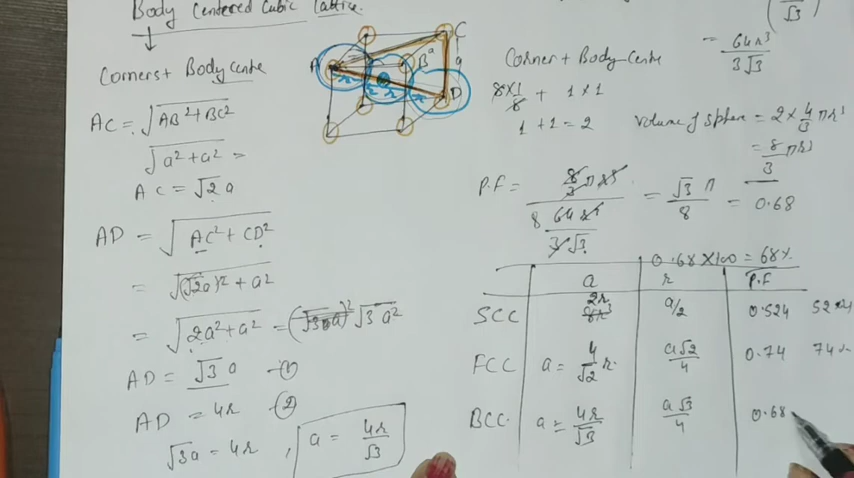 Body Centered Cubic Lattice.
Corners + Body Centre
AC = √AB² + BC²
√a² + a² =
AC = √2 a
AD = √AC² + CD²
= √(√2a)² + a²
= √2a² + a² = √3 a²
AD = √3 a —①
AD = 4r —②
√3a = 4r , a = 4r/√3
A B C D
a a
r r r r
√3
= 64r³/3√3
Corner + Body Centre
8×1/8 + 1×1
1 + 1 = 2 Volume of sphere = 2 × 4/3 πr³
= 8/3 πr³
P.F = 8/3 πr³ / 64r³/3√3 = √3 π/8 = 0.68
0.68 × 100 = 68%
a r P.F
SCC 2r a/2 0.524 52.4
FCC a = 4/√2 r a√2/4 0.74 74%
BCC a = 4r/√3 a√3/4 0.68